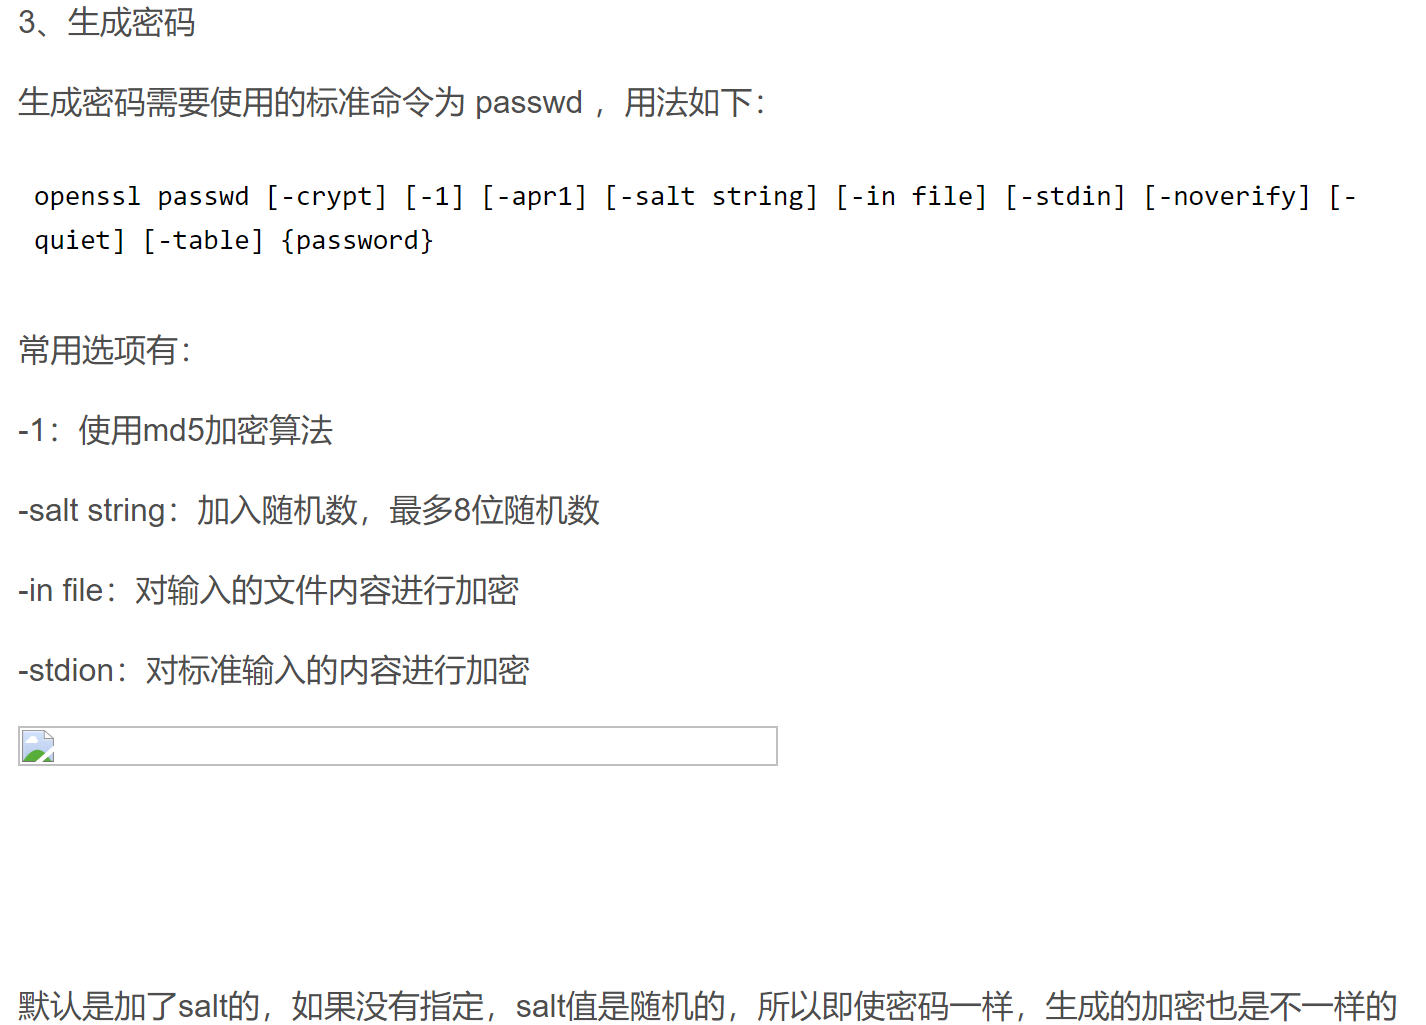 3、生成密码
生成密码需要使用的标准命令为 passwd ，用法如下：
openssl passwd [-crypt] [-1] [-apr1] [-salt string] [-in file] [-stdin] [-noverify] [-
quiet] [-table] {password}
常用选项有：
-1：使用md5加密算法
-salt string：加入随机数，最多8位随机数
-in file：对输入的文件内容进行加密
-stdion：对标准输入的内容进行加密
默认是加了salt的，如果没有指定，salt值是随机的，所以即使密码一样，生成的加密也是不一样的